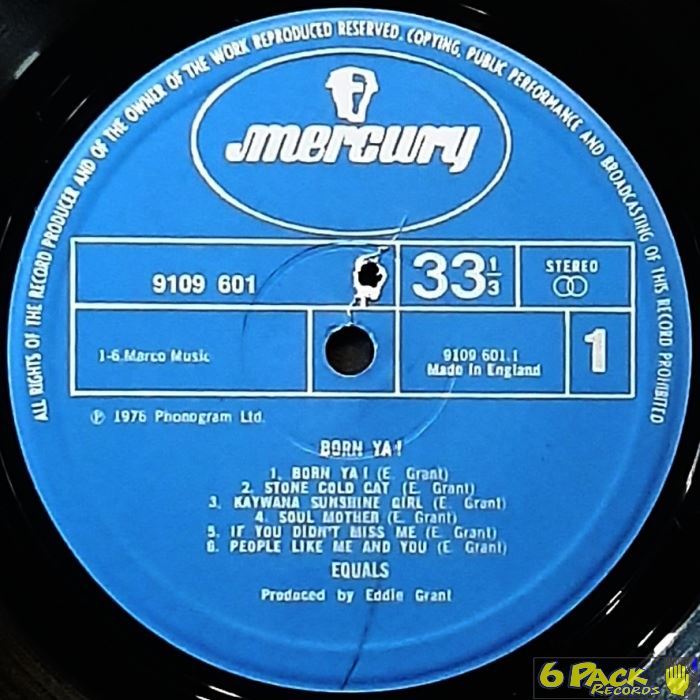 ALL RIGHTS OF THE RECORD PRODUCER AND OF THE OWNER OF THE WORK REPRODUCED RESERVED. COPYING, PUBLIC PERFORMANCE AND BROADCASTING OF THIS RECORD PROHIBITED
mercury
9109 601
33 1/3
STEREO
1-6 Marco Music
9109 601.1
Made in England
1
℗ 1976 Phonogram Ltd.
BORN YA!
1. BORN YA! (E. Grant)
2. STONE COLD CAT (E. Grant)
3. KAYWANA SUNSHINE GIRL (E. Grant)
4. SOUL MOTHER (E. Grant)
5. IF YOU DIDN'T MISS ME (E. Grant)
6. PEOPLE LIKE ME AND YOU (E. Grant)
EQUALS
Produced by Eddie Grant
6 PACK
RECORDS